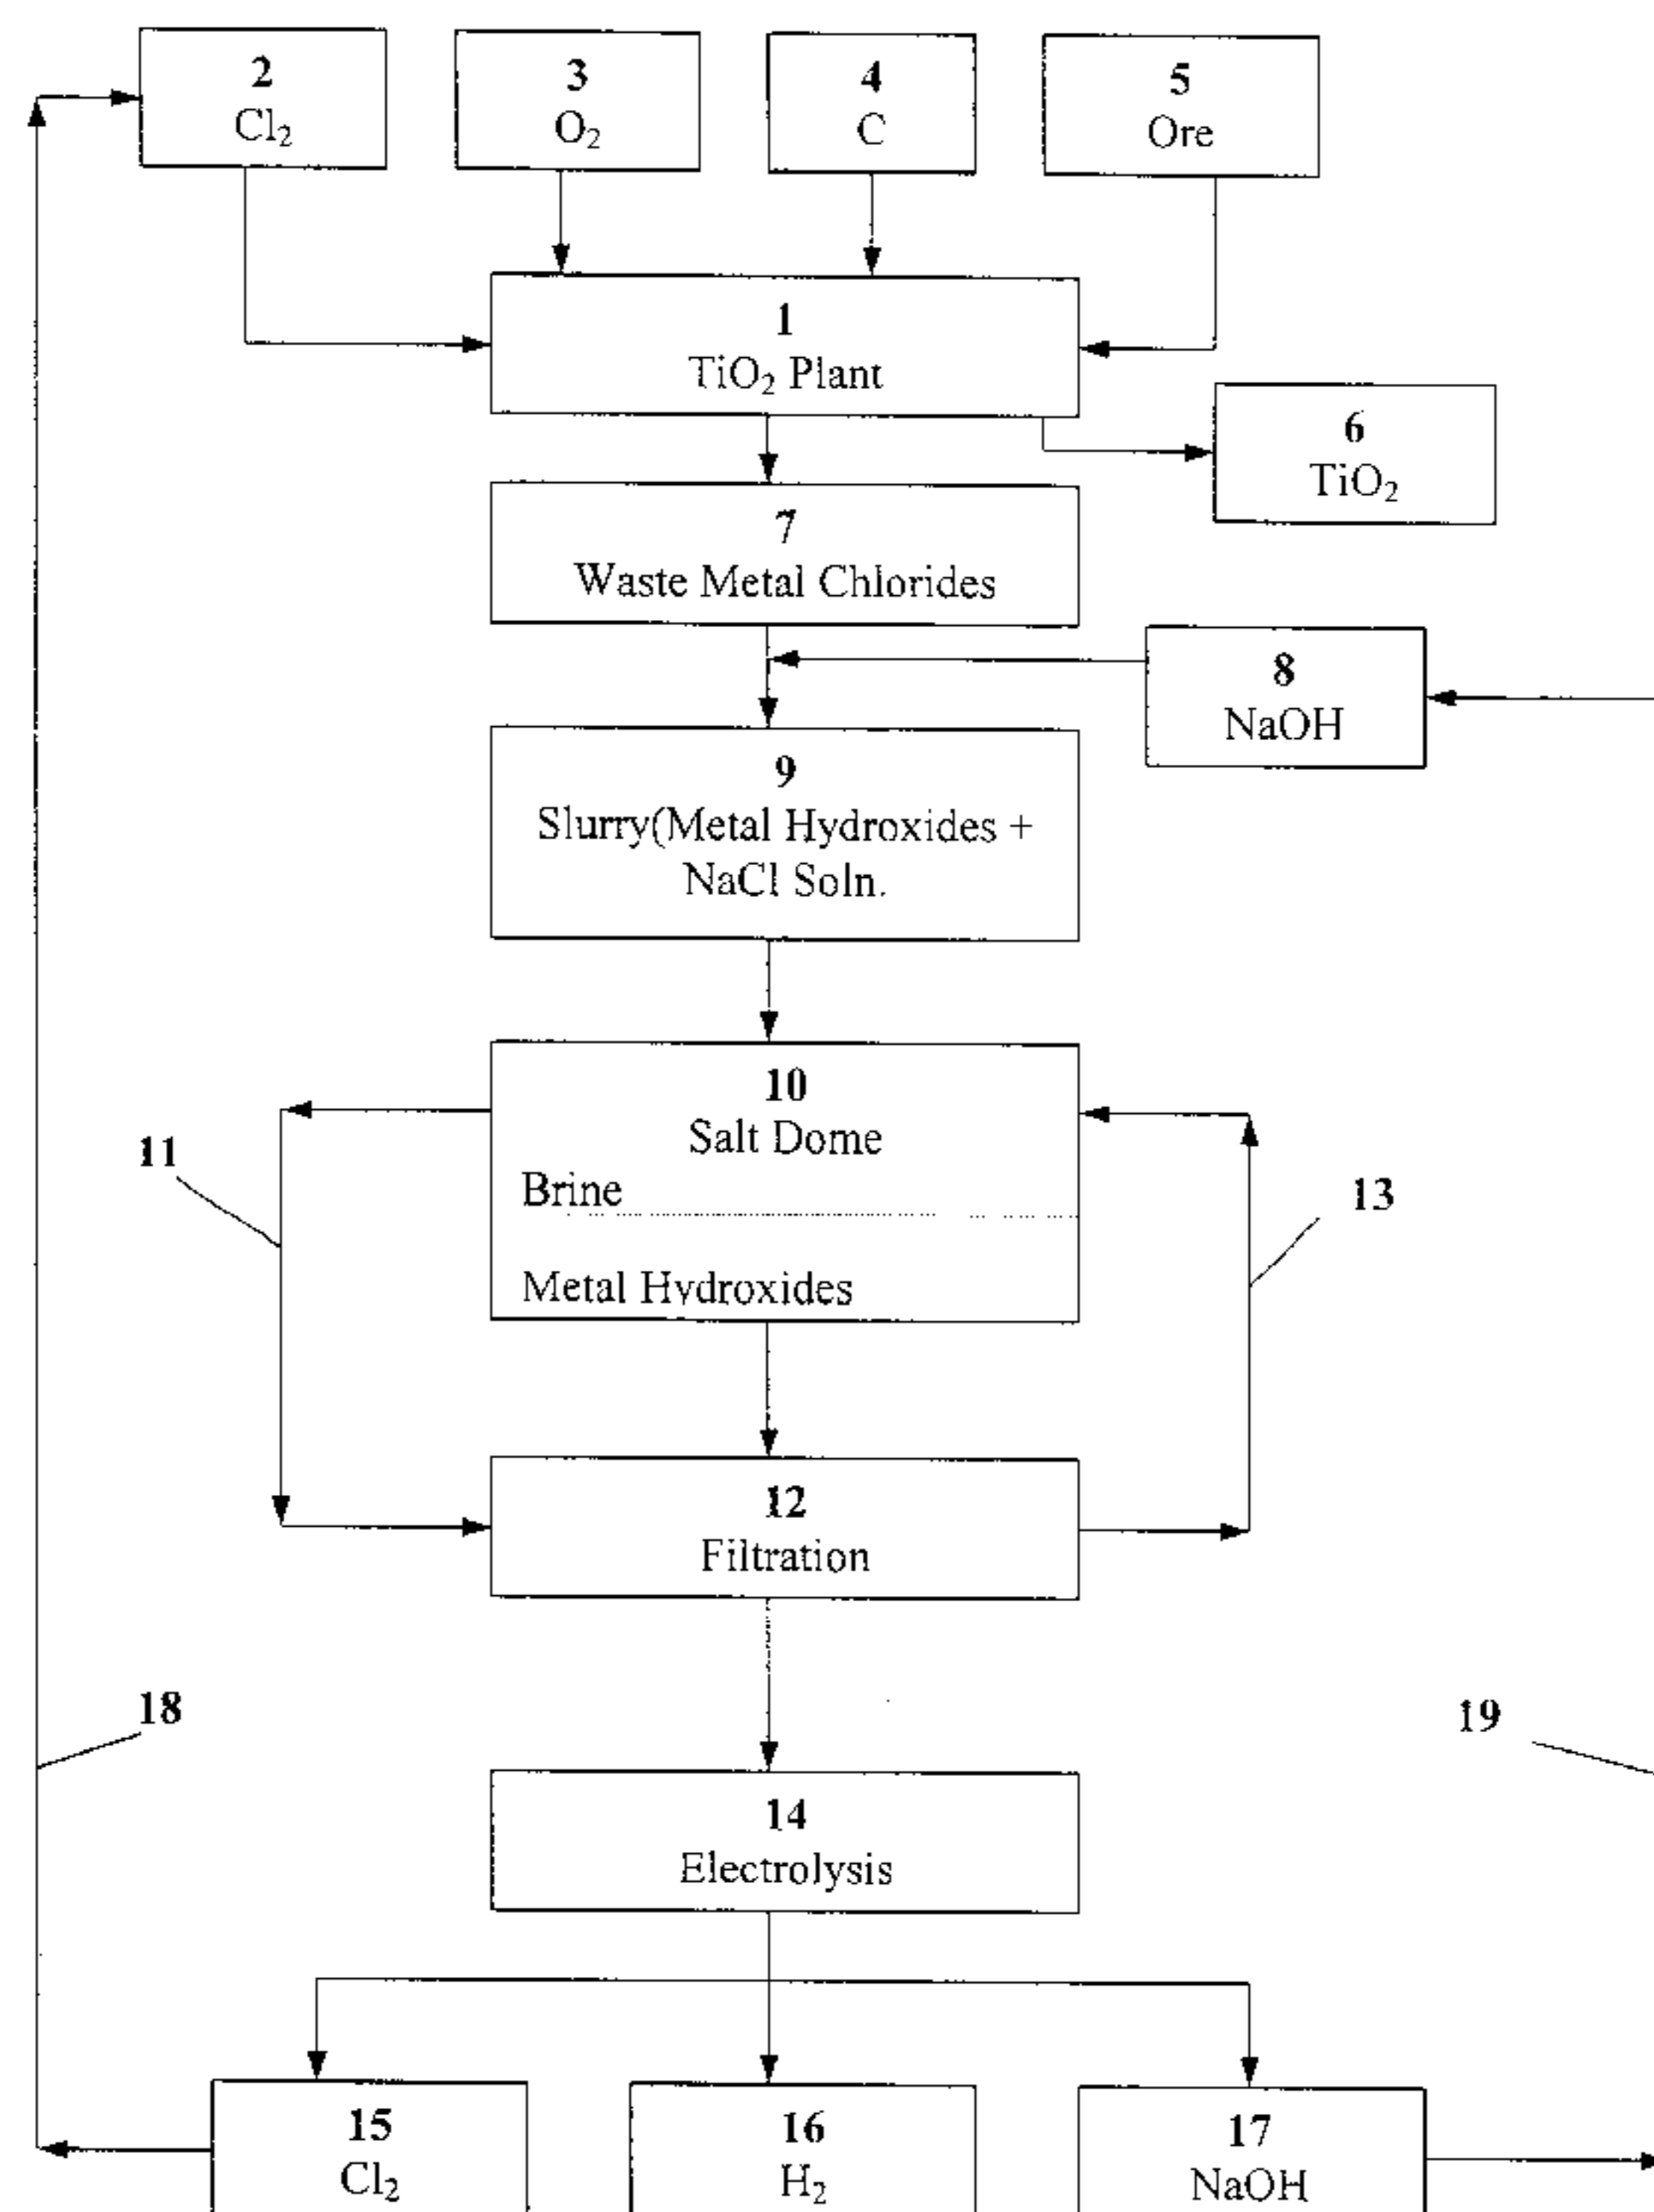 2
Cl₂
3
O₂
4
C
5
Ore
1
TiO₂ Plant
6
TiO₂
7
Waste Metal Chlorides
8
NaOH
9
Slurry(Metal Hydroxides +
NaCl Soln.
10
Salt Dome
Brine
Metal Hydroxides
11
13
12
Filtration
18
19
14
Electrolysis
15
Cl₂
16
H₂
17
NaOH